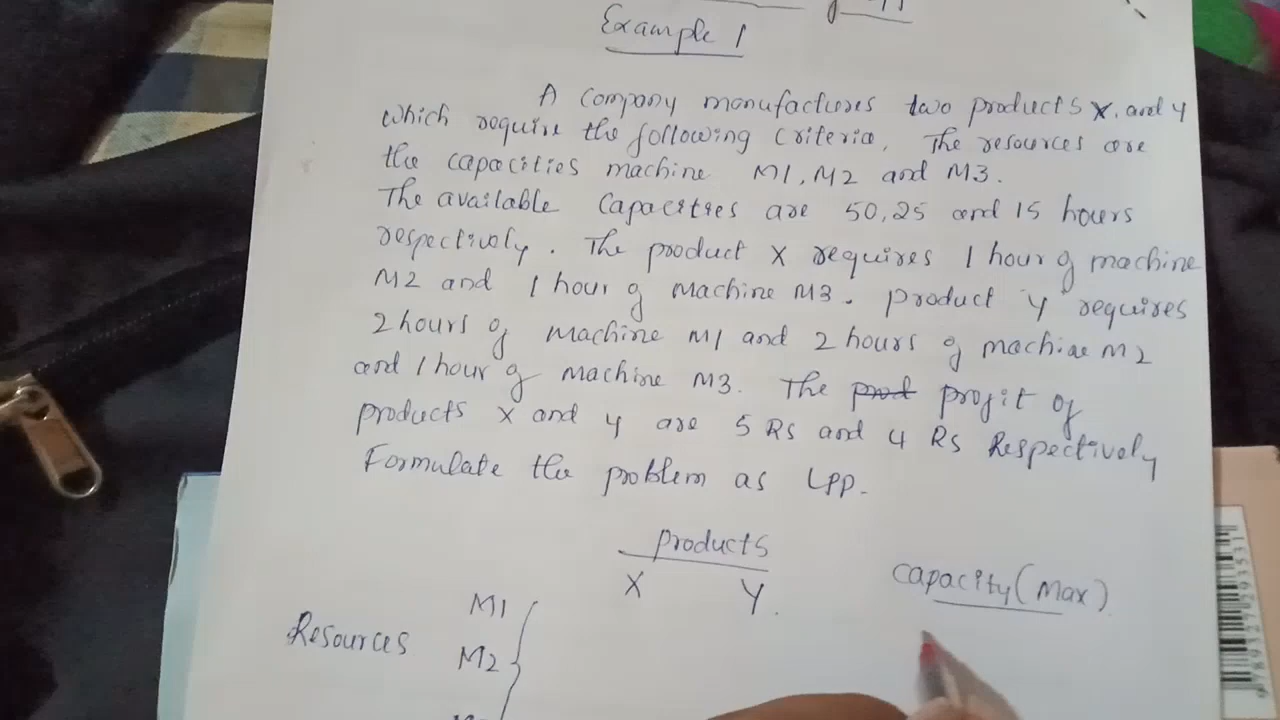 Example 1
A Company manufactures two products X, and Y
which require the following criteria. The resources are
the capacities machine M1, M2 and M3.
The available Capacities are 50, 25 and 15 hours
respectively. The product X requires 1 hour of machine
M2 and 1 hour of machine M3. product Y requires
2 hours of machine M1 and 2 hours of machine M2
and 1 hour of machine M3. The prod profit of
products X and Y are 5 RS and 4 RS Respectively
Formulate the problem as LPP.
Products
X Y. Capacity (Max)
M1
Resources M2
9789327293531